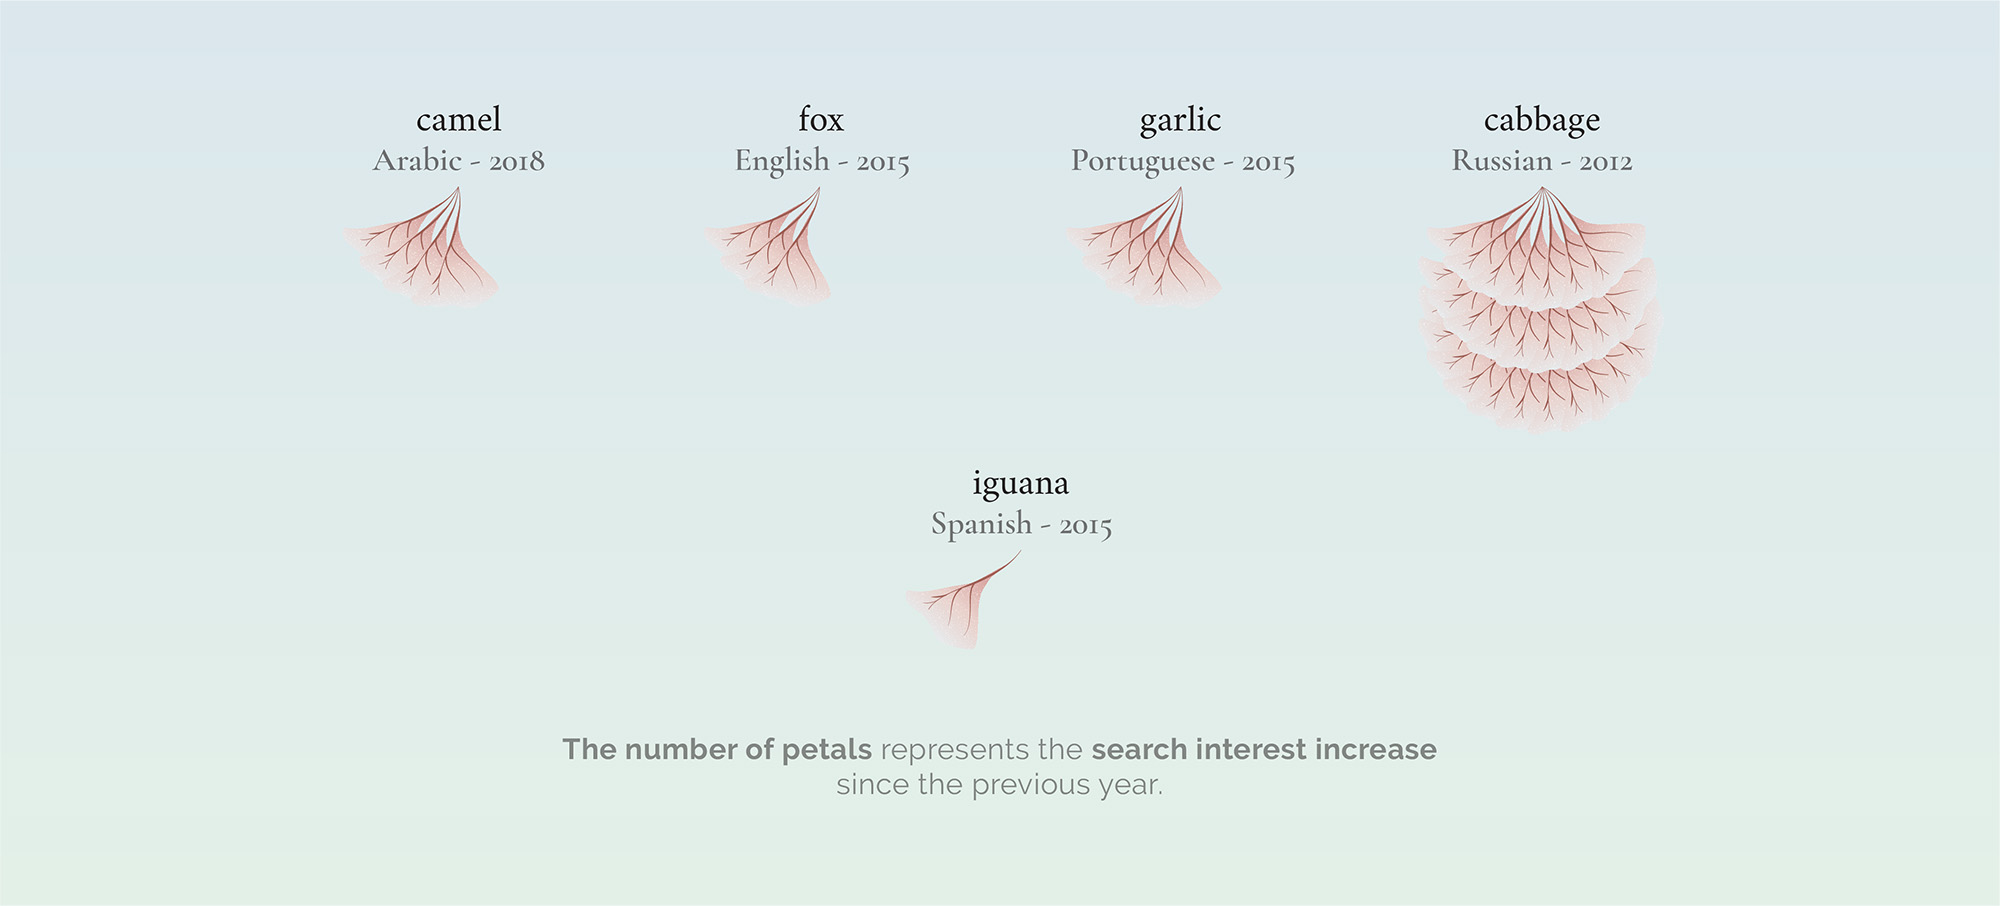 camel
Arabic - 2018
fox
English - 2015
garlic
Portuguese - 2015
cabbage
Russian - 2012
iguana
Spanish - 2015
The number of petals represents the search interest increase
since the previous year.